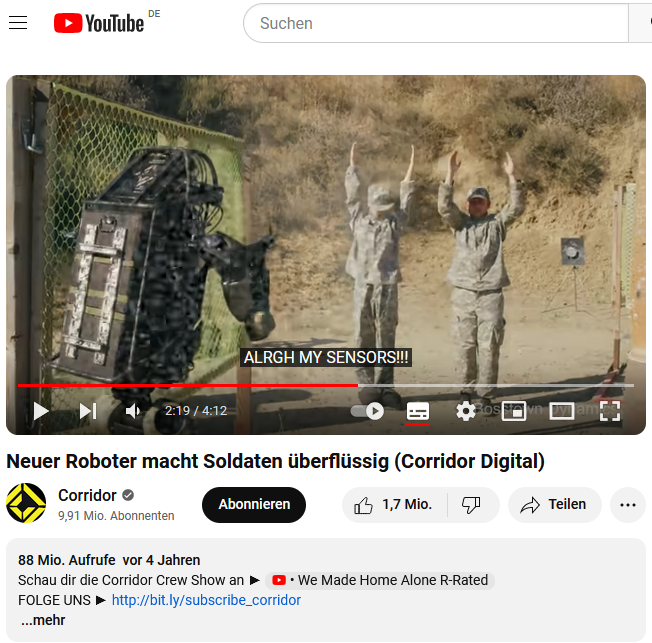 YouTube DE
Suchen
ALRGH MY SENSORS!!!
2:19 / 4:12
Bosstown Dynamics
Neuer Roboter macht Soldaten überflüssig (Corridor Digital)
Corridor
9,91 Mio. Abonnenten
Abonnieren
1,7 Mio.
Teilen
88 Mio. Aufrufe vor 4 Jahren
Schau dir die Corridor Crew Show an ► • We Made Home Alone R-Rated
FOLGE UNS ► http://bit.ly/subscribe_corridor
...mehr